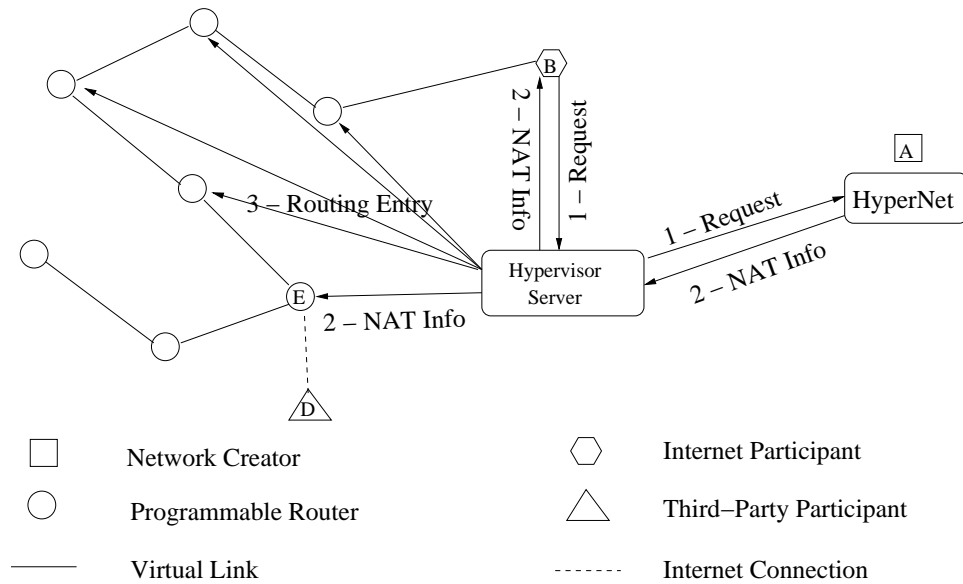 B
2 – NAT Info
1 – Request
A
HyperNet
1 – Request
2 – NAT Info
3 – Routing Entry
Hypervisor
Server
E
2 – NAT Info
D
Network Creator
Internet Participant
Programmable Router
Third–Party Participant
Virtual Link
Internet Connection